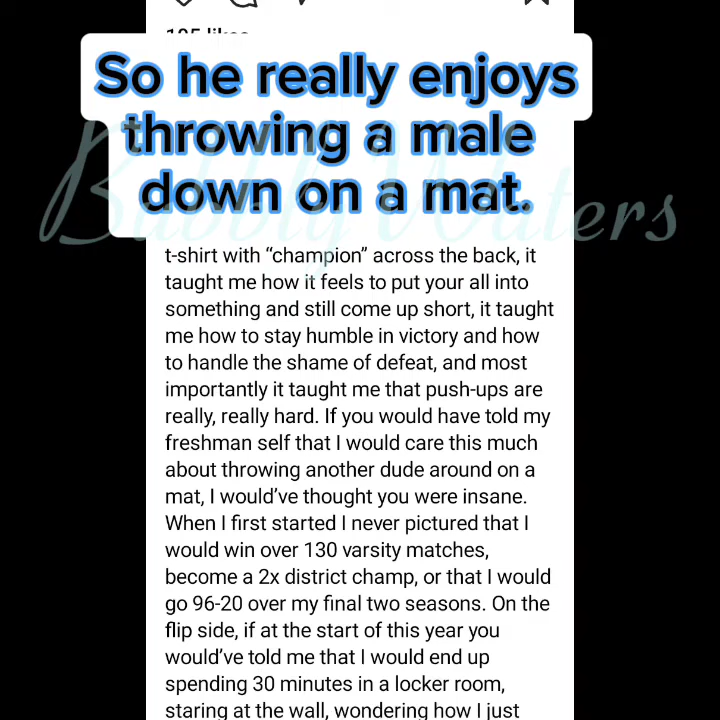 So he really enjoys
throwing a male
down on a mat.
Bubbly Waters
t-shirt with “champion” across the back, it
taught me how it feels to put your all into
something and still come up short, it taught
me how to stay humble in victory and how
to handle the shame of defeat, and most
importantly it taught me that push-ups are
really, really hard. If you would have told my
freshman self that I would care this much
about throwing another dude around on a
mat, I would’ve thought you were insane.
When I first started I never pictured that I
would win over 130 varsity matches,
become a 2x district champ, or that I would
go 96-20 over my final two seasons. On the
flip side, if at the start of this year you
would’ve told me that I would end up
spending 30 minutes in a locker room,
staring at the wall, wondering how I just